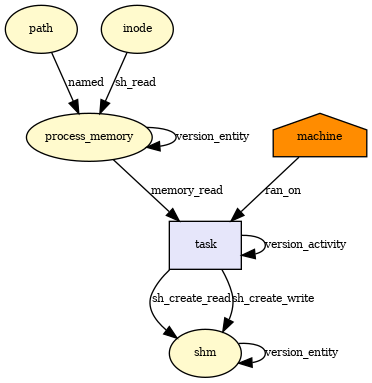 path
inode
named
sh_read
process_memory
version_entity
machine
memory_read
ran_on
task
version_activity
sh_create_read
sh_create_write
shm
version_entity